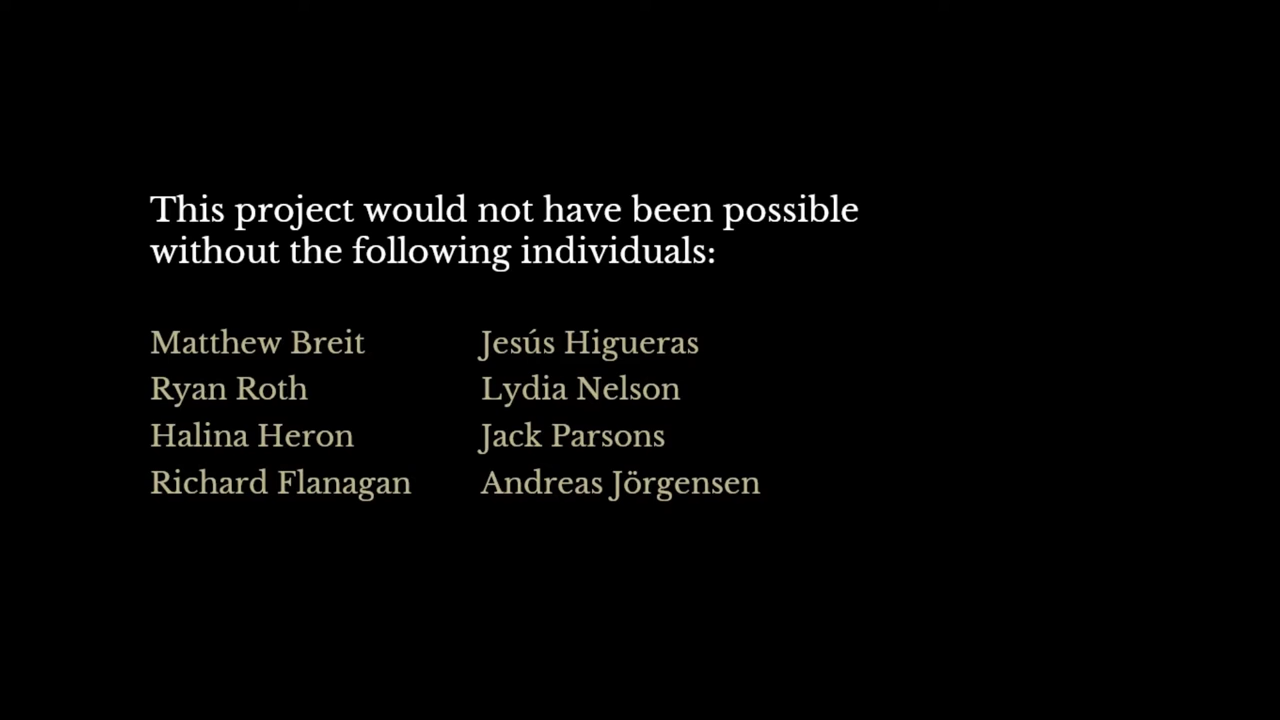 This project would not have been possible
without the following individuals:
Matthew Breit
Ryan Roth
Halina Heron
Richard Flanagan
Jesús Higueras
Lydia Nelson
Jack Parsons
Andreas Jörgensen